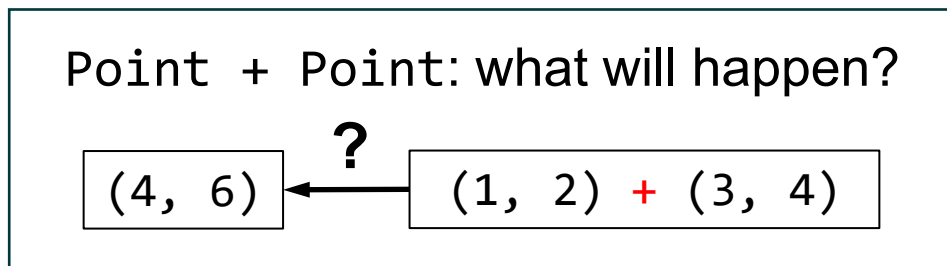 Point + Point: what will happen?
?
(4, 6) (1, 2) + (3, 4)